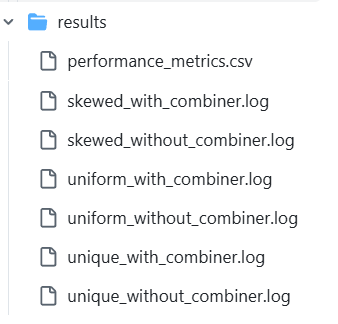 results
performance_metrics.csv
skewed_with_combiner.log
skewed_without_combiner.log
uniform_with_combiner.log
uniform_without_combiner.log
unique_with_combiner.log
unique_without_combiner.log